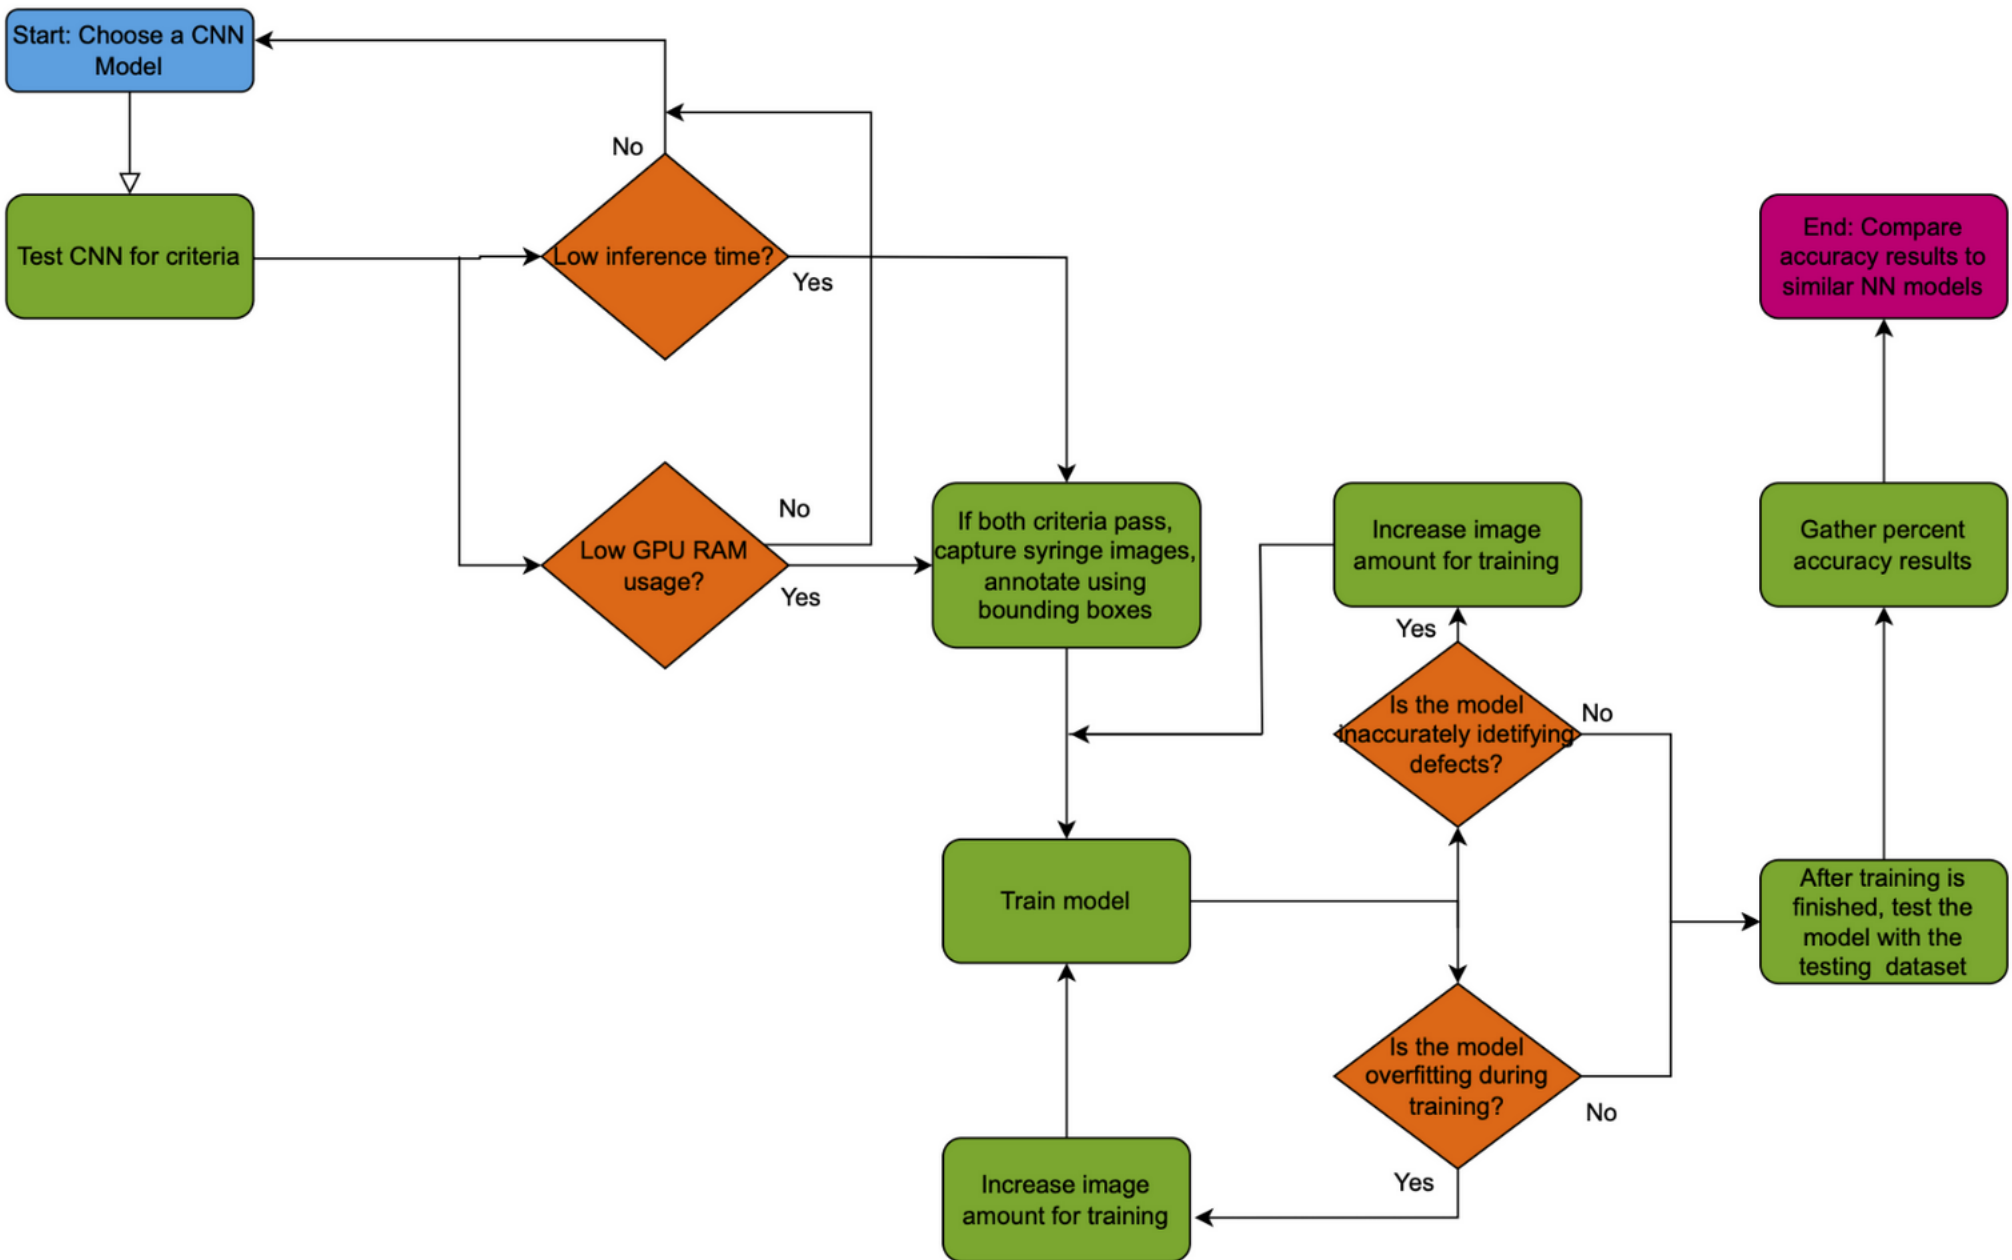 Start: Choose a CNN
Model
No
Test CNN for criteria
Low inference time?
Yes
End: Compare
accuracy results to
similar NN models
No
Low GPU RAM
usage?
Yes
If both criteria pass,
capture syringe images,
annotate using
bounding boxes
Increase image
amount for training
Gather percent
accuracy results
Yes
Is the model
inaccurately idetifying
defects?
No
Train model
After training is
finished, test the
model with the
testing dataset
Is the model
overfitting during
training?
No
Yes
Increase image
amount for training